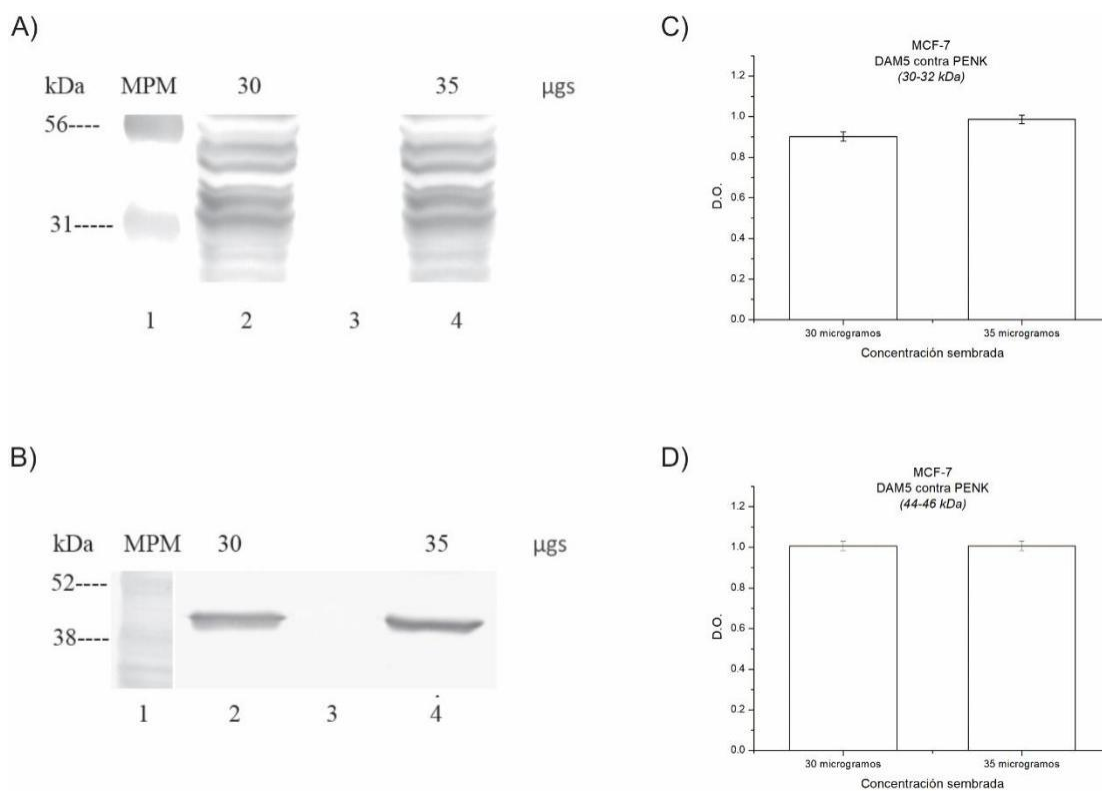 A)
kDa MPM 30 35 µgs
56----
31-----
1 2 3 4
B)
kDa MPM 30 35 µgs
52----
38----
1 2 3 4
C)
MCF-7
DAM5 contra PENK
(30-32 kDa)
1.2
1.0
0.8
0.6
0.4
0.2
0.0
D.O.
30 microgramos 35 microgramos
Concentración sembrada
D)
MCF-7
DAM5 contra PENK
(44-46 kDa)
1.2
1.0
0.8
0.6
0.4
0.2
0.0
D.O.
30 microgramos 35 microgramos
Concentración sembrada